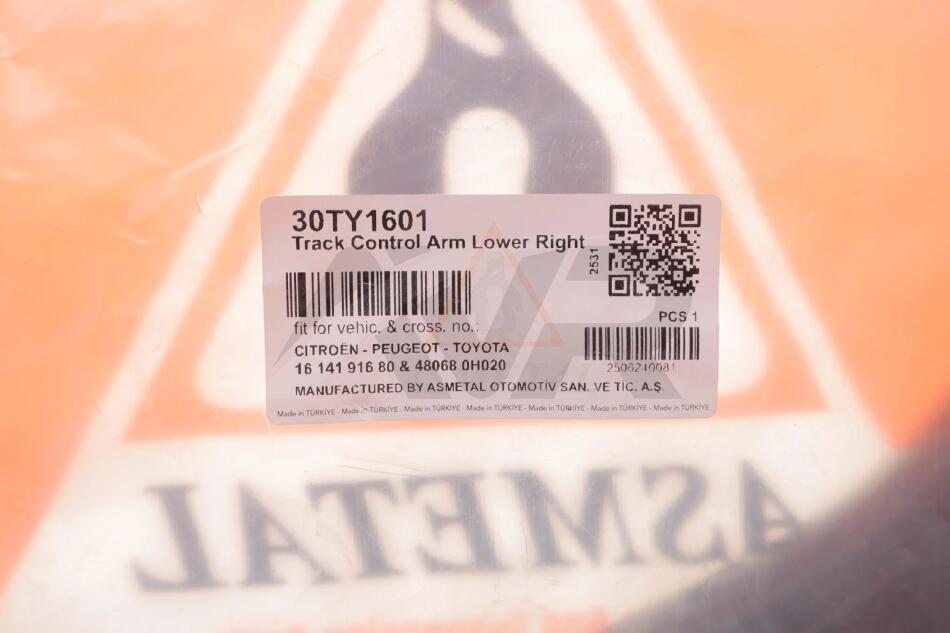 30TY1601
Track Control Arm Lower Right
2531
fit for vehic. & cross. no.:
PCS 1
CITROËN - PEUGEOT - TOYOTA
16 141 916 80 & 48068 0H020
2506240081
MANUFACTURED BY ASMETAL OTOMOTİV SAN. VE TİC. A.Ş.
Made in TÜRKİYE - Made in TÜRKİYE - Made in TÜRKİYE - Made in TÜRKİYE - Made in TÜRKİYE - Made in TÜRKİYE - Made in TÜRKİYE
ASMETAL